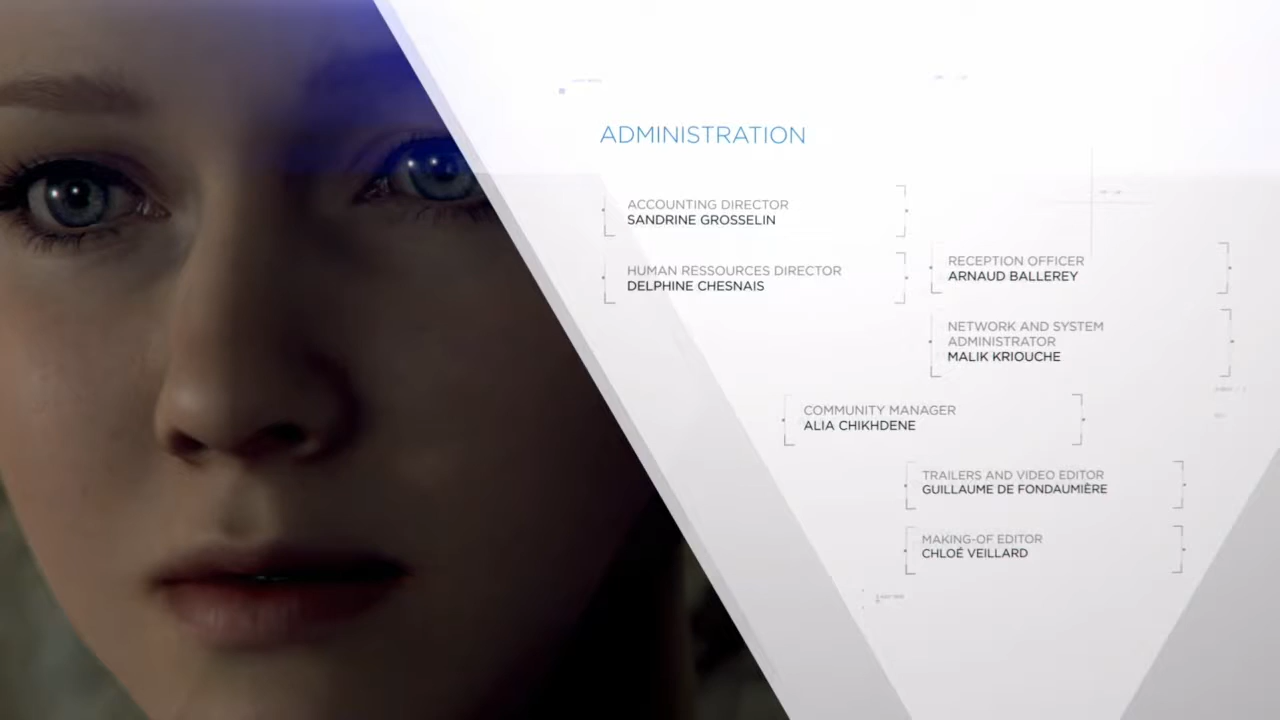 ADMINISTRATION
ACCOUNTING DIRECTOR
SANDRINE GROSSELIN
HUMAN RESSOURCES DIRECTOR
DELPHINE CHESNAIS
RECEPTION OFFICER
ARNAUD BALLEREY
NETWORK AND SYSTEM
ADMINISTRATOR
MALIK KRIOUCHE
COMMUNITY MANAGER
ALIA CHIKHDENE
TRAILERS AND VIDEO EDITOR
GUILLAUME DE FONDAUMIÈRE
MAKING-OF EDITOR
CHLOÉ VEILLARD